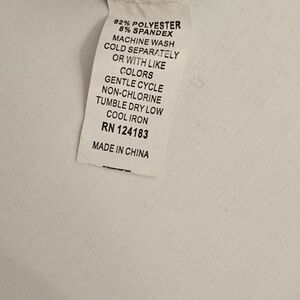 92% POLYESTER
8% SPANDEX
MACHINE WASH
COLD SEPARATELY
OR WITH LIKE
COLORS
GENTLE CYCLE
NON-CHLORINE
TUMBLE DRY LOW
COOL IRON
RN 124183
MADE IN CHINA